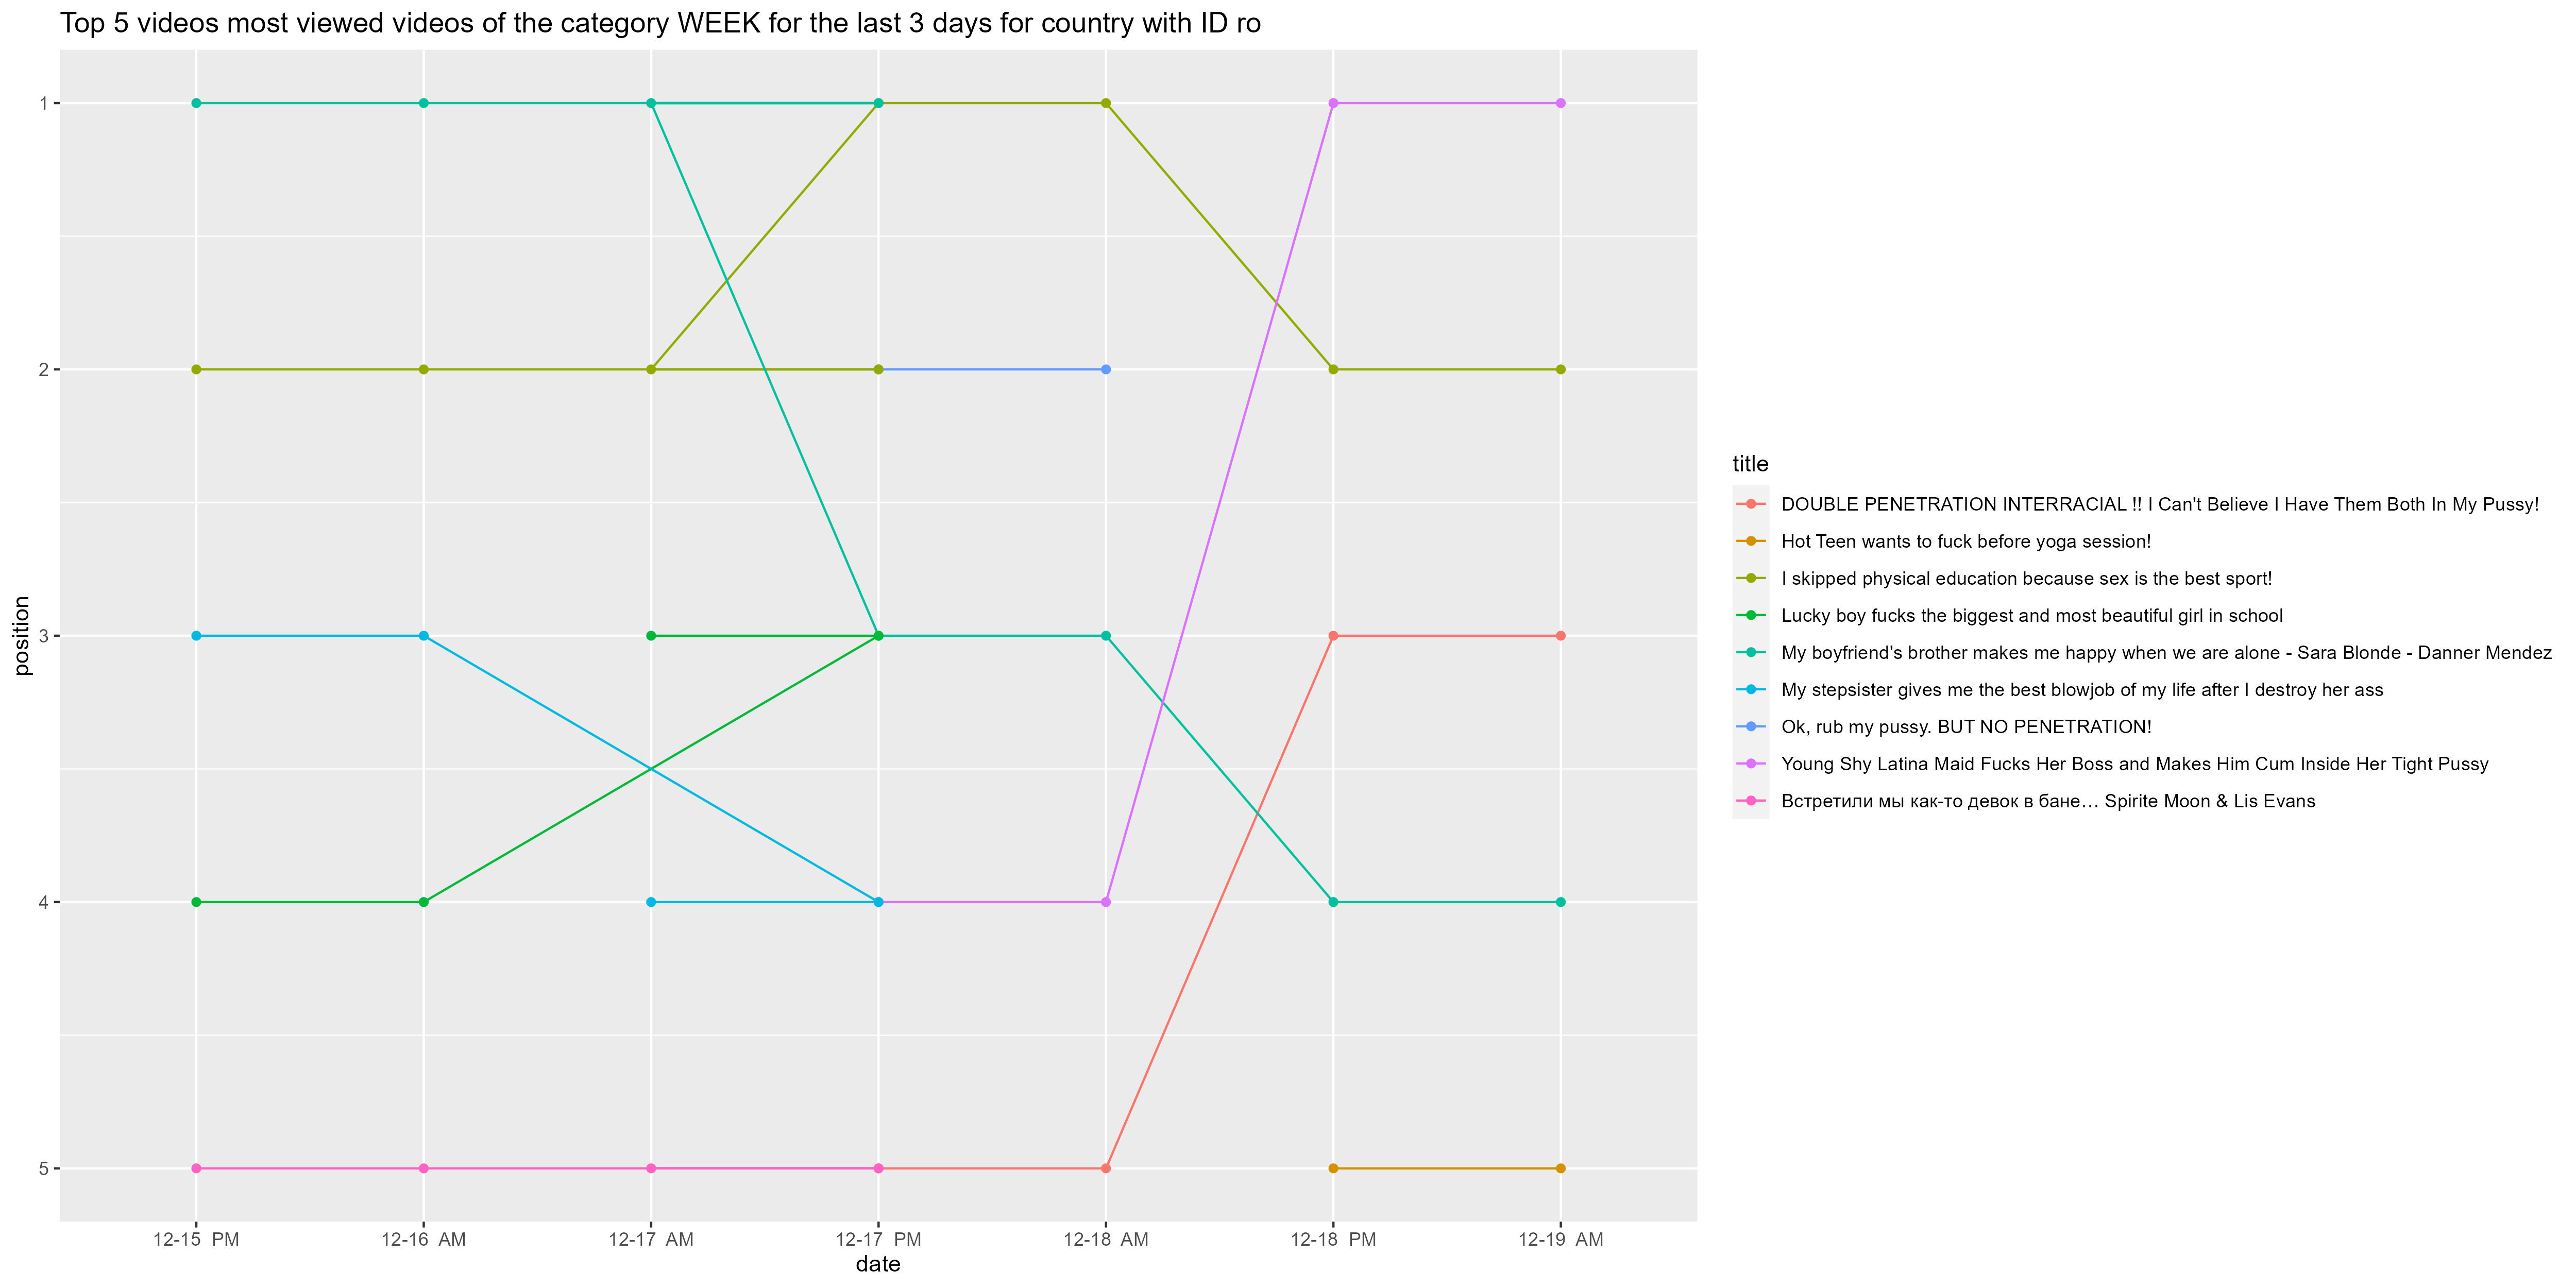 Top 5 videos most viewed videos of the category WEEK for the last 3 days for country with ID ro
position
1
2
3
4
5
12-15 PM
12-16 AM
12-17 AM
12-17 PM
12-18 AM
12-18 PM
12-19 AM
date
title
DOUBLE PENETRATION INTERRACIAL !! I Can't Believe I Have Them Both In My Pussy!
Hot Teen wants to fuck before yoga session!
I skipped physical education because sex is the best sport!
Lucky boy fucks the biggest and most beautiful girl in school
My boyfriend's brother makes me happy when we are alone - Sara Blonde - Danner Mendez
My stepsister gives me the best blowjob of my life after I destroy her ass
Ok, rub my pussy. BUT NO PENETRATION!
Young Shy Latina Maid Fucks Her Boss and Makes Him Cum Inside Her Tight Pussy
Встретили мы как-то девок в бане… Spirite Moon & Lis Evans